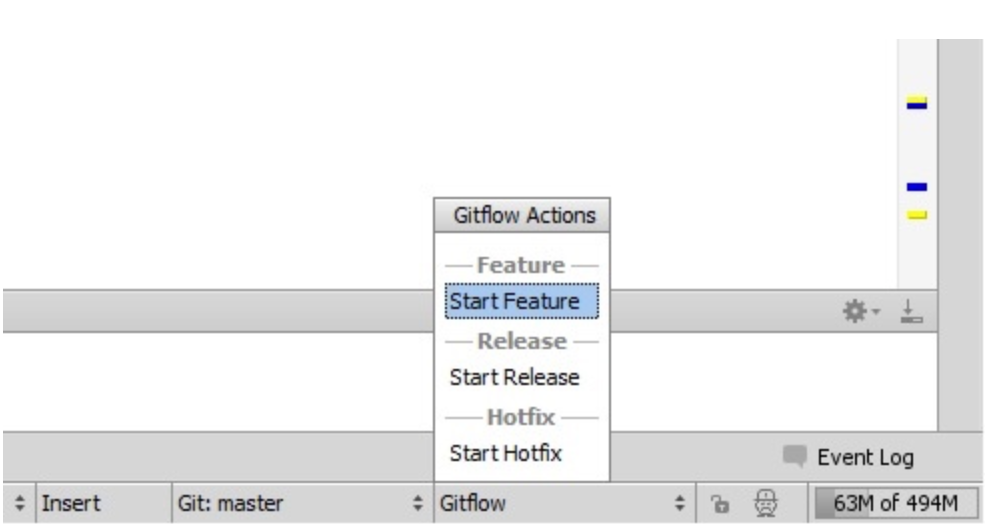 Gitflow Actions
Feature
Start Feature
Release
Start Release
Hotfix
Start Hotfix
Event Log
Insert Git: master Gitflow 63M of 494M